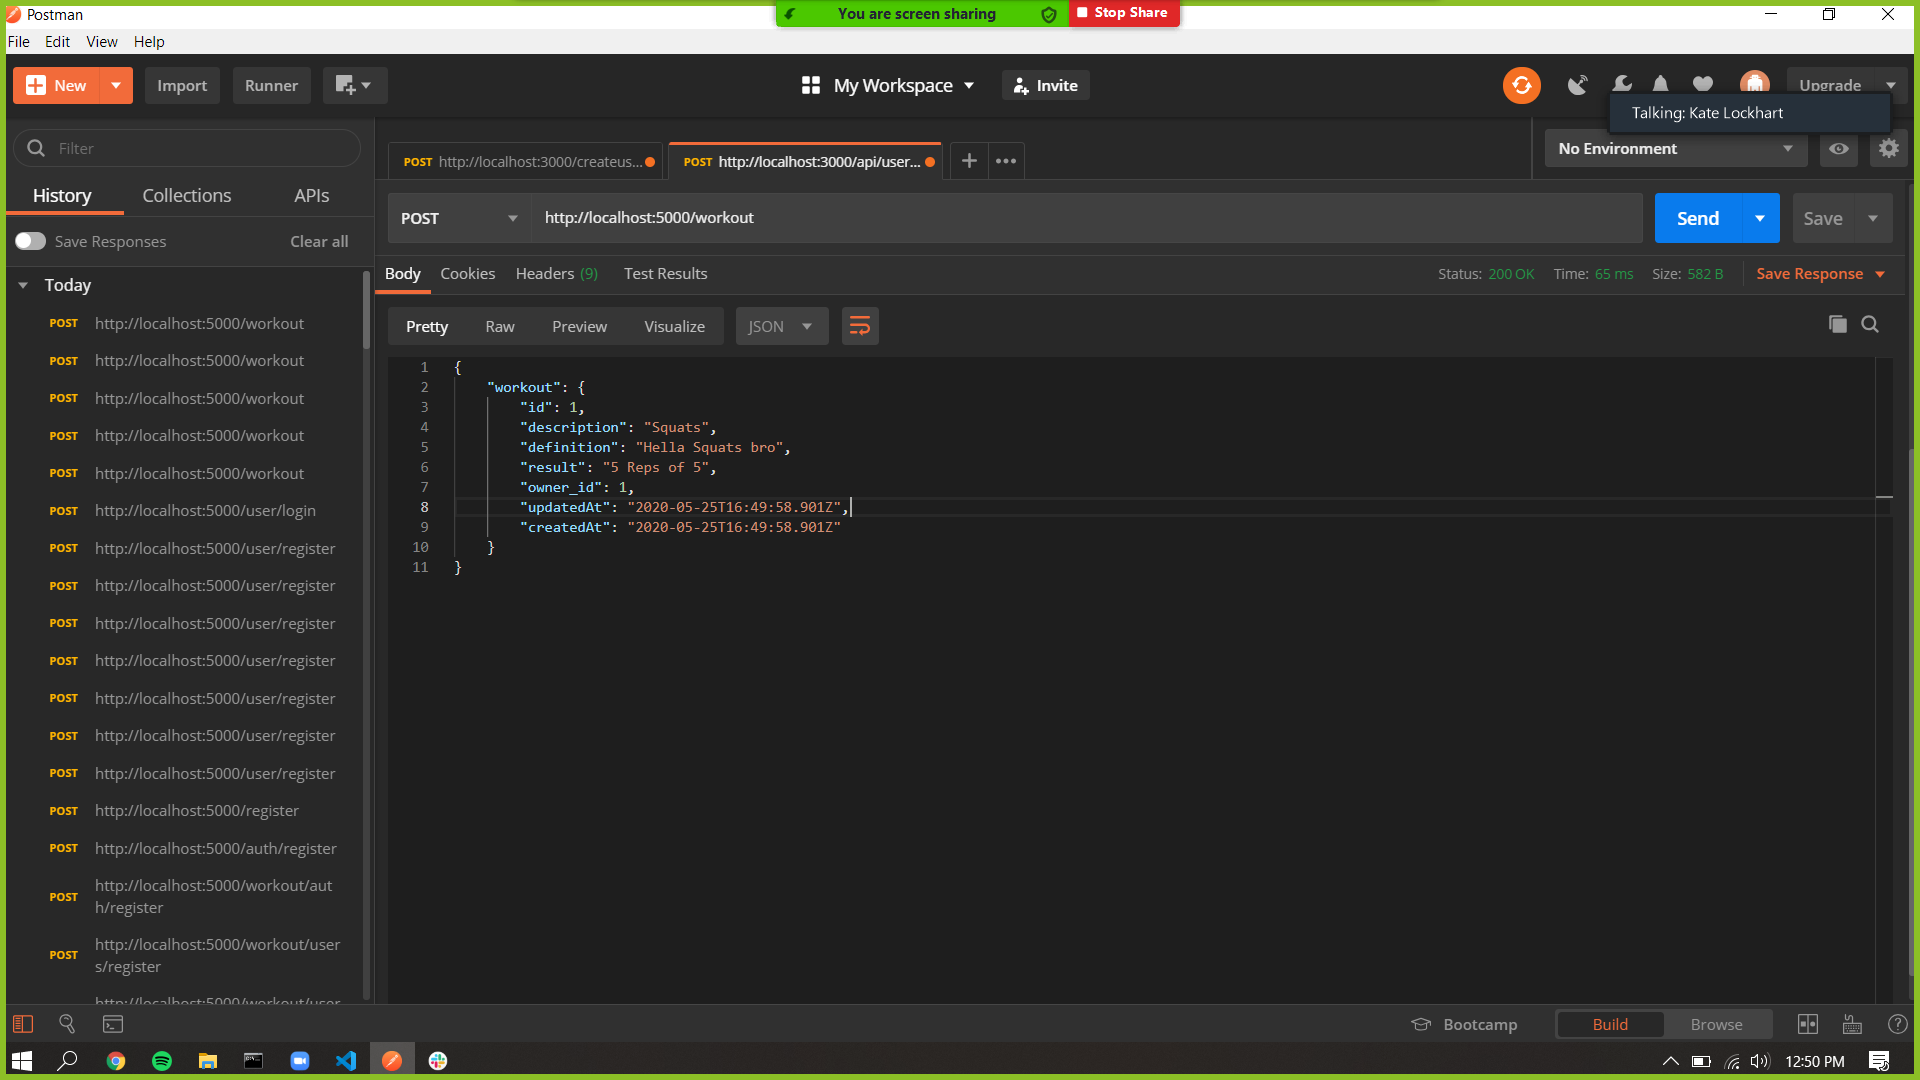 Postman
You are screen sharing
Stop Share
File Edit View Help
New
Import
Runner
My Workspace
Invite
Upgrade
Talking: Kate Lockhart
Filter
POST http://localhost:3000/createus...
POST http://localhost:3000/api/user...
No Environment
History Collections APIs
POST http://localhost:5000/workout
Send
Save
Save Responses Clear all
Body Cookies Headers (9) Test Results
Status: 200 OK Time: 65 ms Size: 582 B Save Response
Today
Pretty Raw Preview Visualize JSON
POST http://localhost:5000/workout
POST http://localhost:5000/workout
POST http://localhost:5000/workout
POST http://localhost:5000/workout
POST http://localhost:5000/workout
POST http://localhost:5000/user/login
POST http://localhost:5000/user/register
POST http://localhost:5000/user/register
POST http://localhost:5000/user/register
POST http://localhost:5000/user/register
POST http://localhost:5000/user/register
POST http://localhost:5000/user/register
POST http://localhost:5000/user/register
POST http://localhost:5000/register
POST http://localhost:5000/auth/register
POST http://localhost:5000/workout/aut
h/register
POST http://localhost:5000/workout/user
s/register
http://localhost:5000/workout/user
1 {
2 "workout": {
3 "id": 1,
4 "description": "Squats",
5 "definition": "Hella Squats bro",
6 "result": "5 Reps of 5",
7 "owner_id": 1,
8 "updatedAt": "2020-05-25T16:49:58.901Z",
9 "createdAt": "2020-05-25T16:49:58.901Z"
10 }
11 }
Bootcamp
Build
Browse
12:50 PM